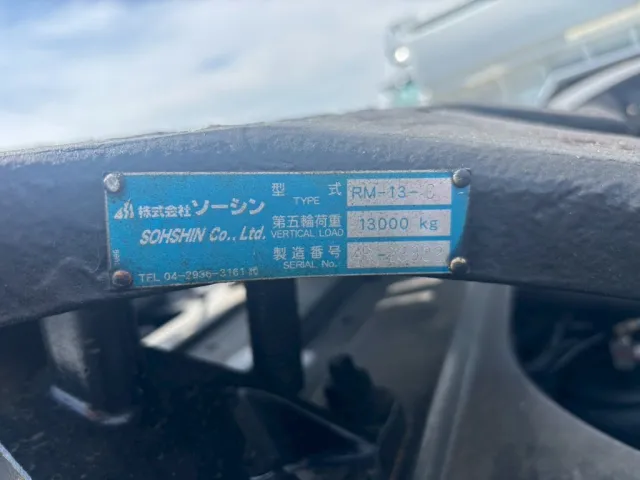 株式会社ソーシン
SOHSHIN Co., Ltd.
TEL 04-2936-3161㈹
型式 RM-13-
TYPE
第五輪荷重 13000 kg
VERTICAL LOAD
製造番号
SERIAL No.